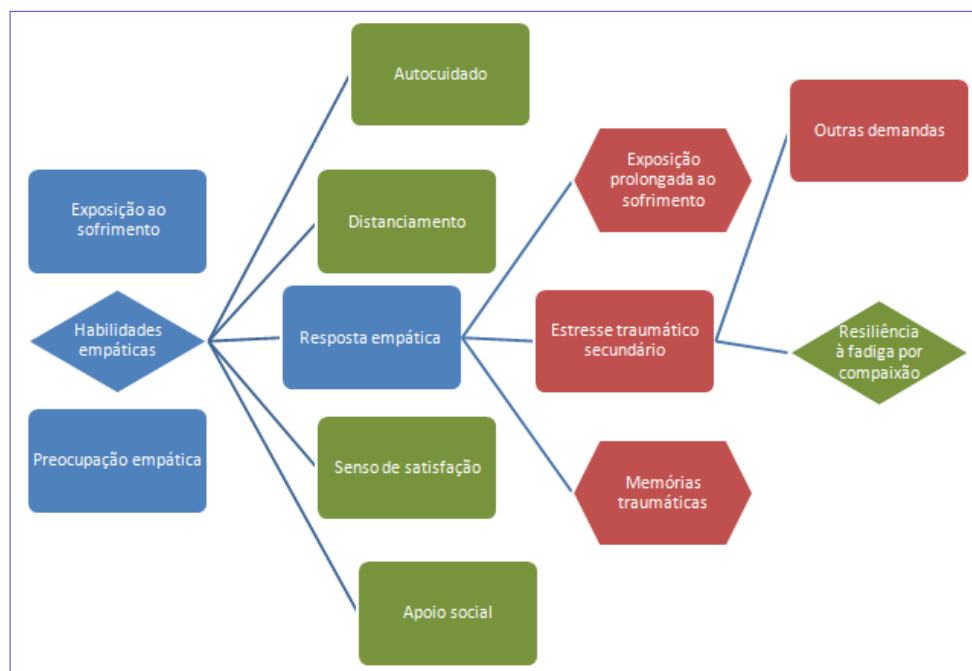 Autocuidado
Outras demandas
Exposição
prolongada ao
sofrimento
Exposição ao
sofrimento
Distanciamento
Habilidades
empáticas
Resposta empática
Estresse traumático
secundário
Resiliência
à fadiga por
compaixão
Preocupação empática
Senso de satisfação
Memórias
traumáticas
Apoio social